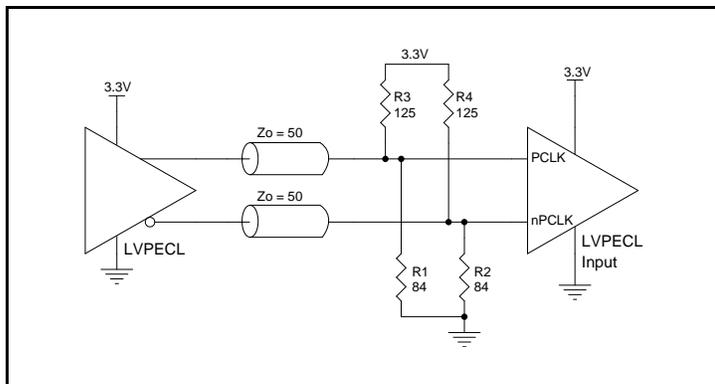 3.3V
3.3V
3.3V
R3
125
R4
125
Zo = 50
PCLK
Zo = 50
nPCLK
LVPECL
LVPECL
Input
R1
84
R2
84